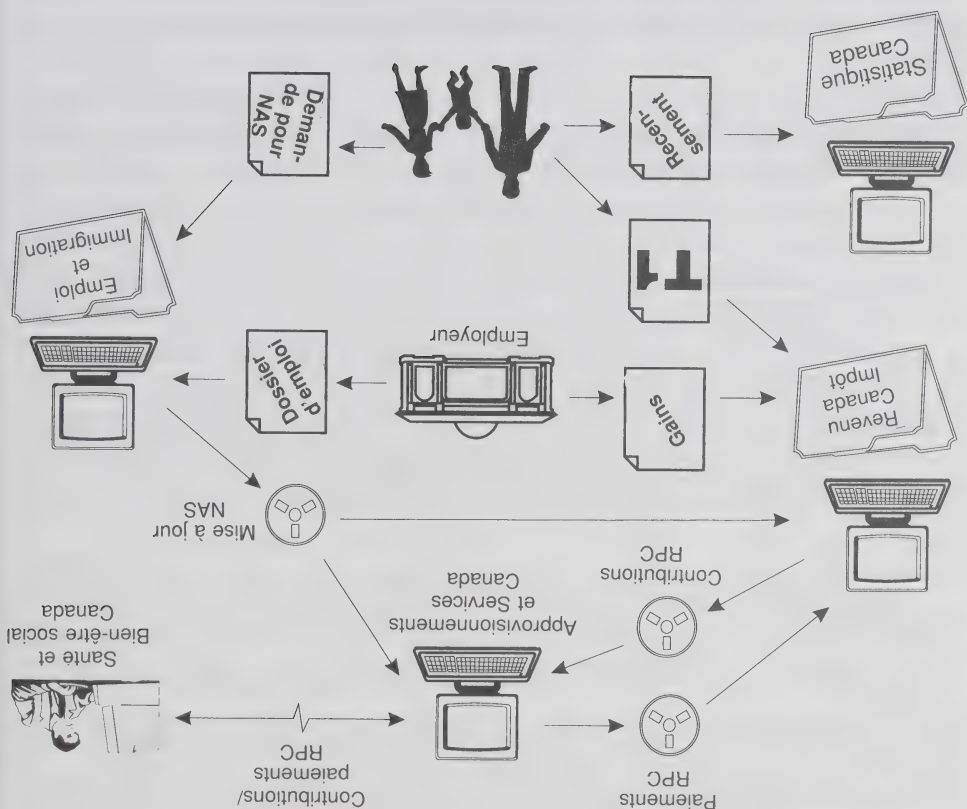 Paiements
RPC
Contributions/
paiements
RPC
Santé et
Bien-être social
Canada
Approvisionnements
et Services
Canada
Contributions
RPC
Mise à jour
NAS
Revenu
Canada
Impôt
Gains
Employeur
Dossier
d'emploi
T1
Emploi
et
Immigration
Statistique
Canada
Recen-
sement
Deman-
de pour
NAS